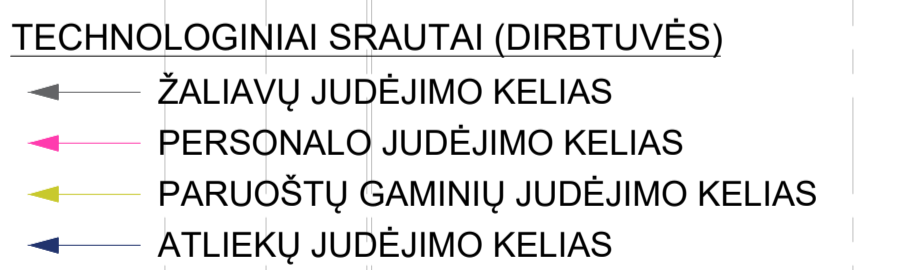 TECHNOLOGINIAI SRAUTAI (DIRBTUVĖS)
ŽALIAVŲ JUDĖJIMO KELIAS
PERSONALO JUDĖJIMO KELIAS
PARUOŠTŲ GAMINIŲ JUDĖJIMO KELIAS
ATLIEKŲ JUDĖJIMO KELIAS